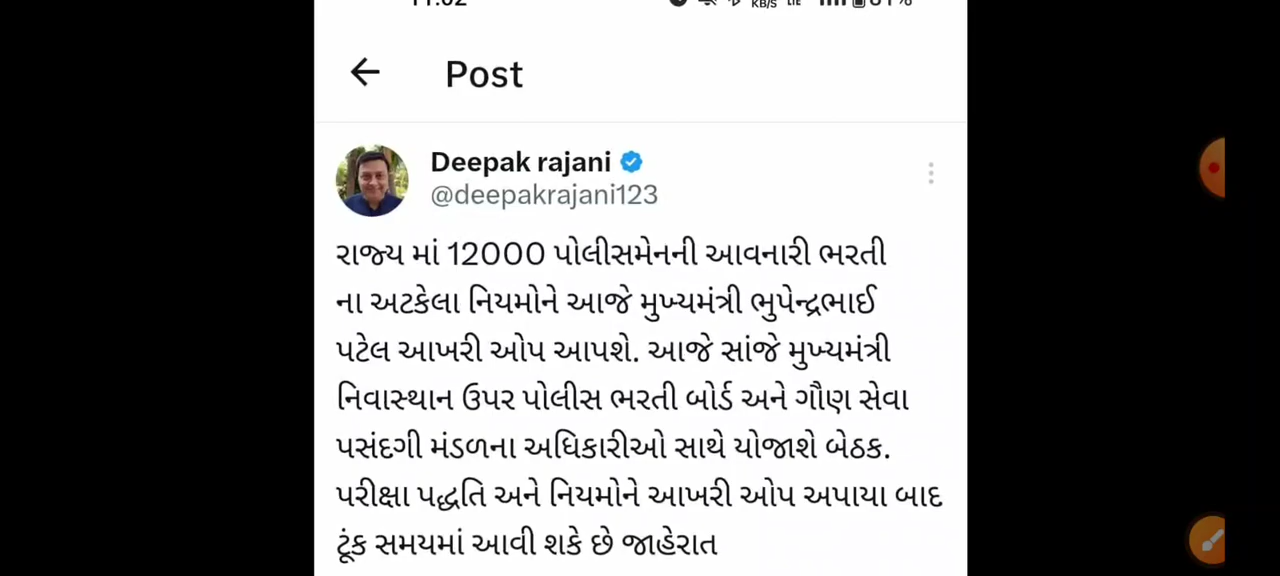 Post
Deepak rajani
@deepakrajani123
રાજ્ય માં 12000 પોલીસમેનની આવનારી ભરતી
ના અટકેલા નિયમોને આજે મુખ્યમંત્રી ભુપેન્દ્રભાઈ
પટેલ આખરી ઓપ આપશે. આજે સાંજે મુખ્યમંત્રી
નિવાસ્થાન ઉપર પોલીસ ભરતી બોર્ડ અને ગૌણ સેવા
પસંદગી મંડળના અધિકારીઓ સાથે યોજાશે બેઠક.
પરીક્ષા પદ્ધતિ અને નિયમોને આખરી ઓપ અપાયા બાદ
ટૂંક સમયમાં આવી શકે છે જાહેરાત